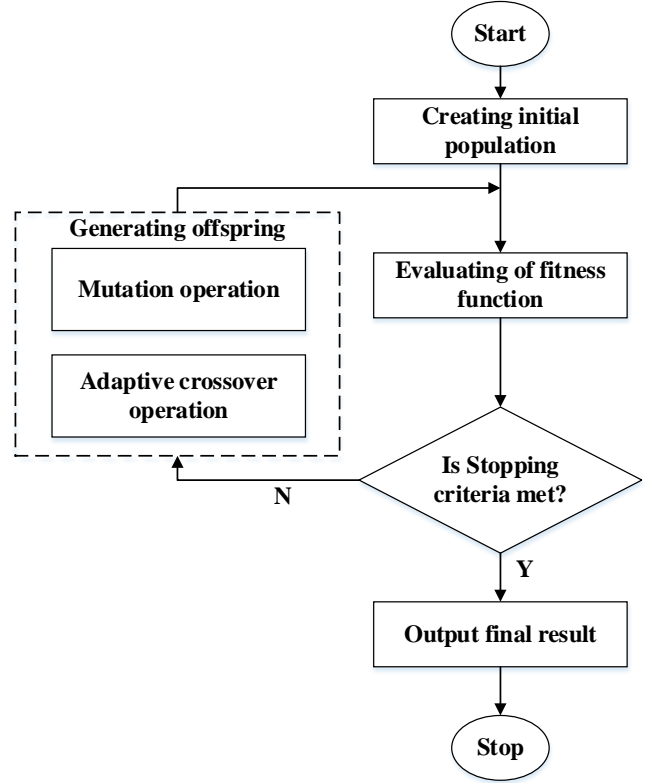 Start
Creating initial
population
Generating offspring
Mutation operation
Adaptive crossover
operation
Evaluating of fitness
function
Is Stopping
criteria met?
N
Y
Output final result
Stop